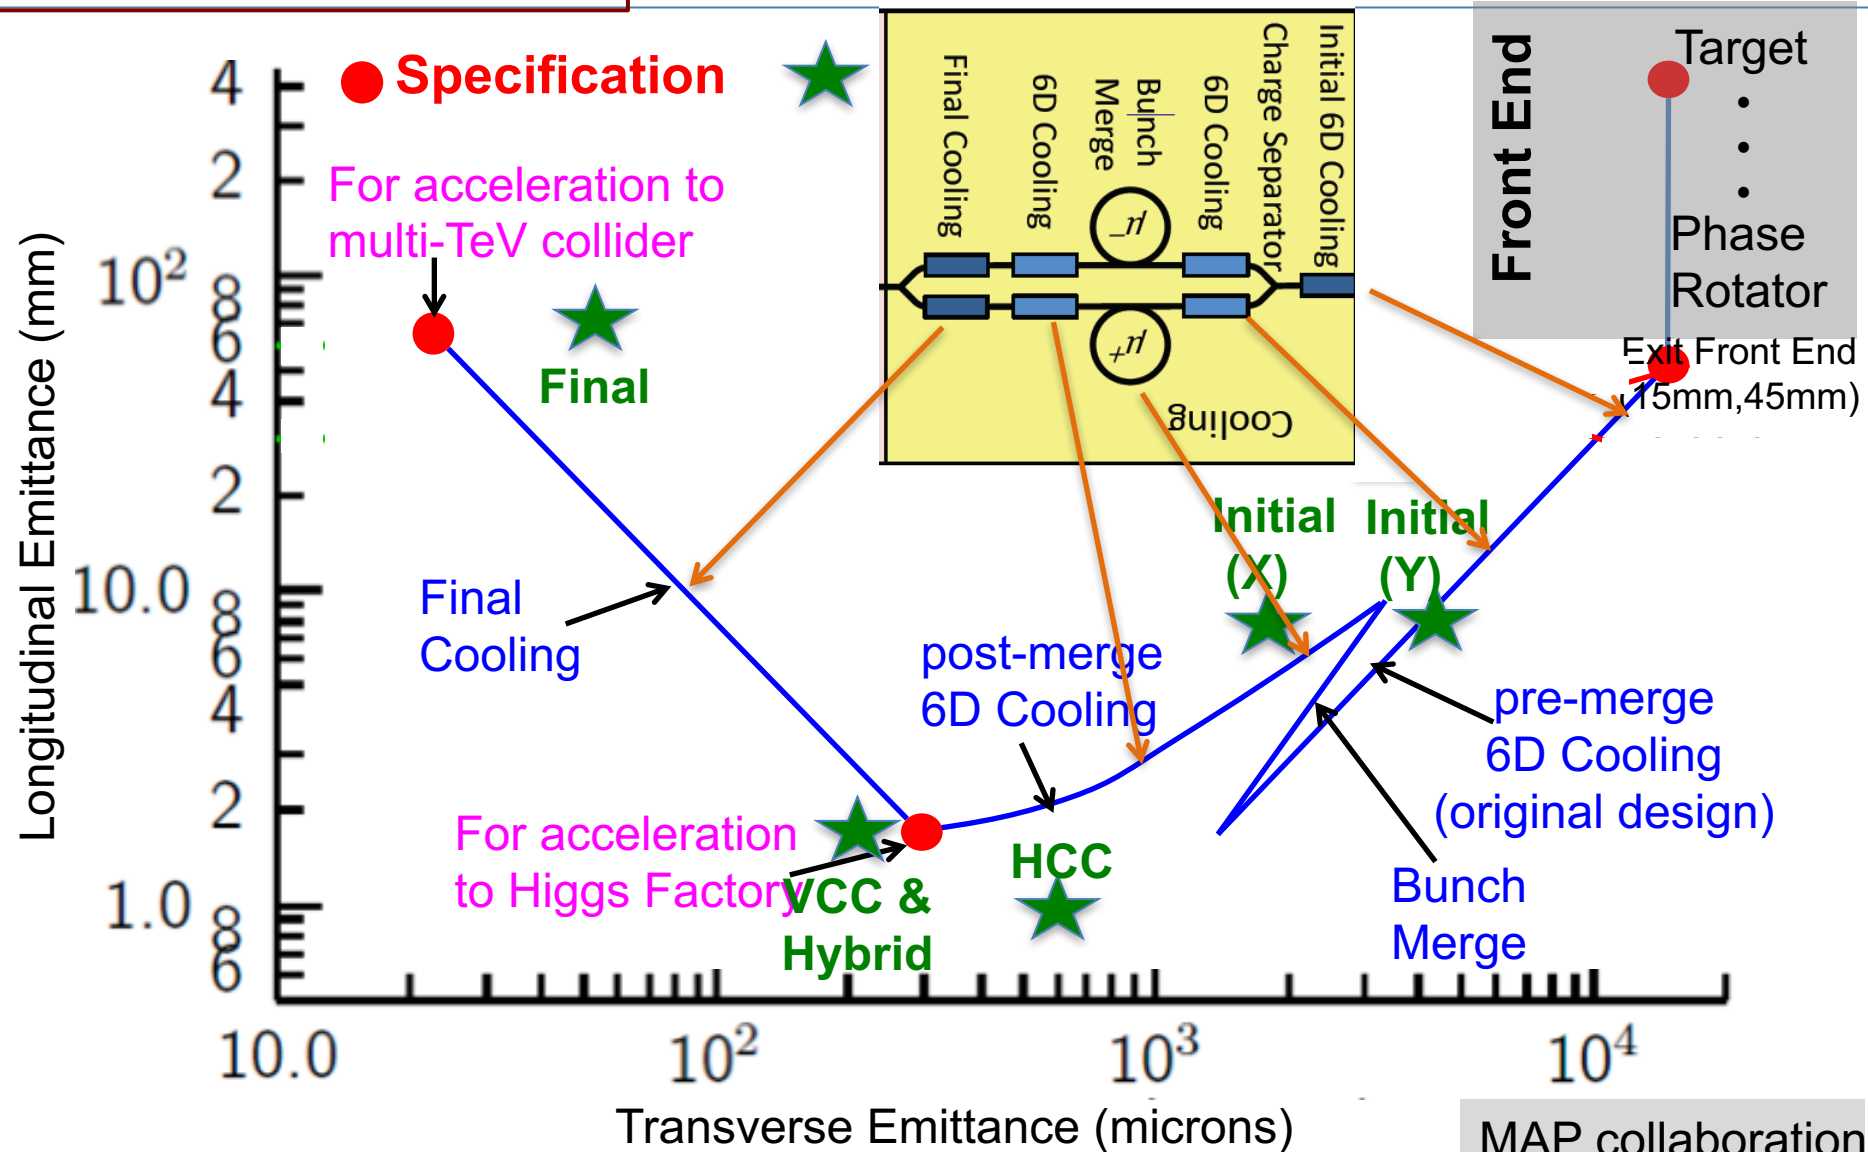 Specification
For acceleration to
multi-TeV collider
Final
Final Cooling
6D Cooling
Bunch
Merge
6D Cooling
Charge Separator
Initial 6D Cooling
μ−
μ+
Cooling
Front End
Target
Phase
Rotator
Exit Front End
(15mm,45mm)
Initial
(X)
Initial
(Y)
Final
Cooling
post-merge
6D Cooling
pre-merge
6D Cooling
(original design)
For acceleration
to Higgs Factory
VCC &
Hybrid
HCC
Bunch
Merge
Longitudinal Emittance (mm)
4
2
10²
8
6
4
2
10.0
8
6
4
2
1.0
8
6
10.0
10²
10³
10⁴
Transverse Emittance (microns)
MAP collaboration